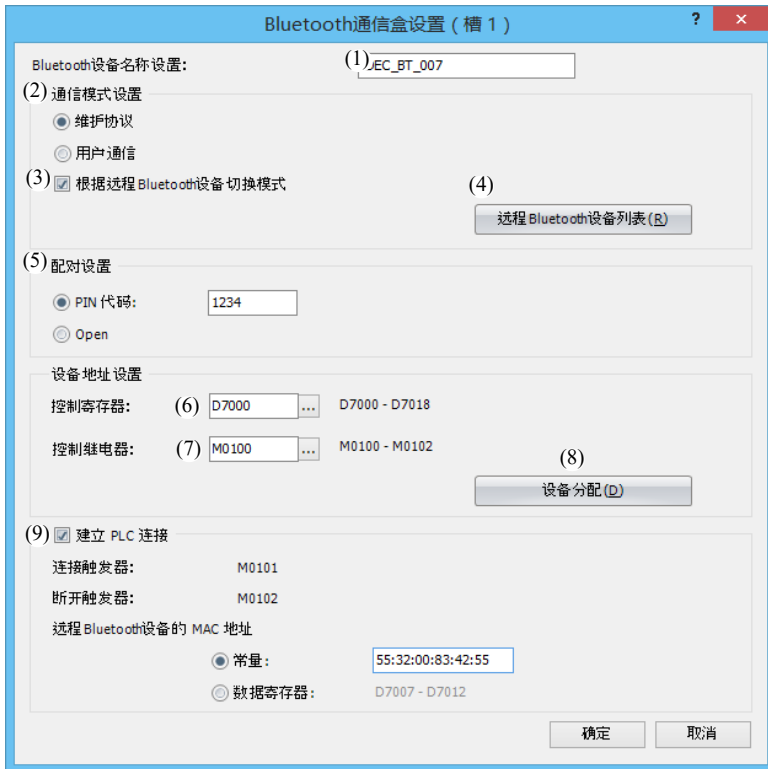 Bluetooth通信盒设置 ( 槽 1 )
? ×
Bluetooth设备名称设置: (1) JEC_BT_007
(2) 通信模式设置
维护协议
用户通信
(3) 根据远程Bluetooth设备切换模式
(4)
远程Bluetooth设备列表(R)
(5) 配对设置
PIN 代码: 1234
Open
设备地址设置
控制寄存器: (6) D7000 ... D7000 - D7018
控制继电器: (7) M0100 ... M0100 - M0102
(8)
设备分配(D)
(9) 建立 PLC 连接
连接触发器: M0101
断开触发器: M0102
远程Bluetooth设备的 MAC 地址
常量: 55:32:00:83:42:55
数据寄存器: D7007 - D7012
确定 取消